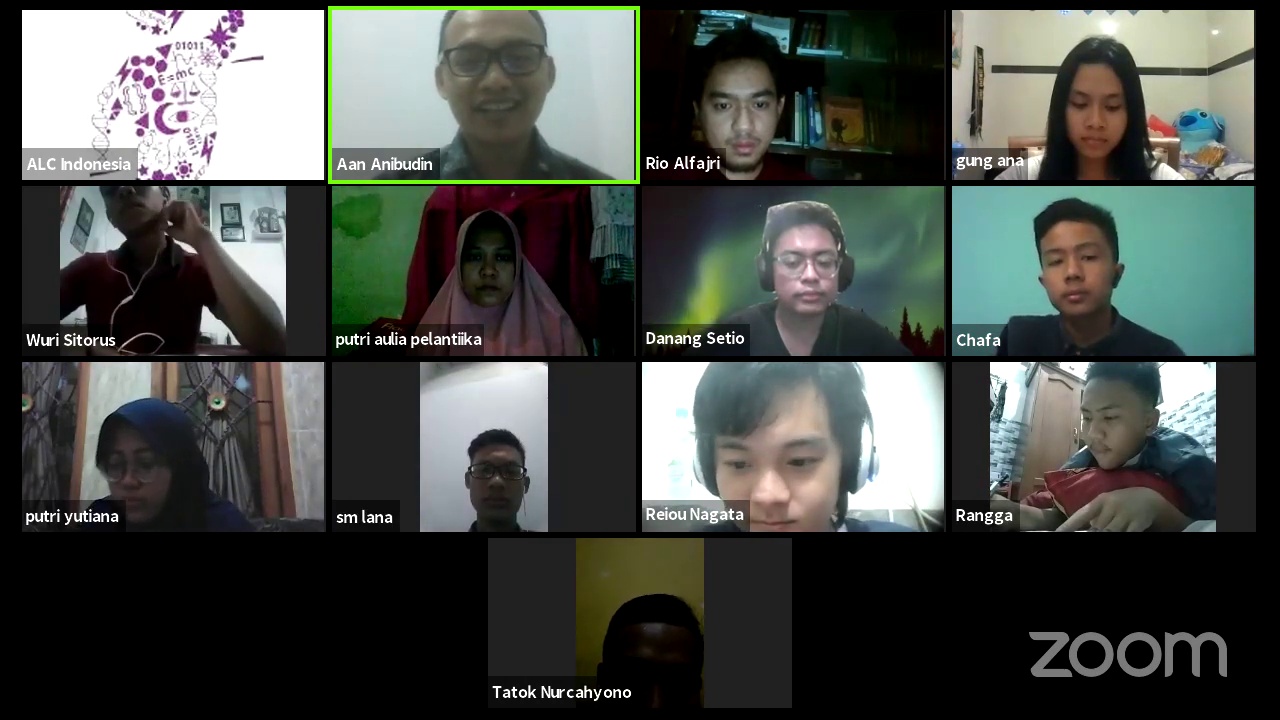 01011
E=mc
ALC Indonesia
Aan Anibudin
Rio Alfajri
gung ana
Wuri Sitorus
putri aulia pelantiika
Danang Setio
Chafa
putri yutiana
sm lana
Reiou Nagata
Rangga
Tatok Nurcahyono
zoom